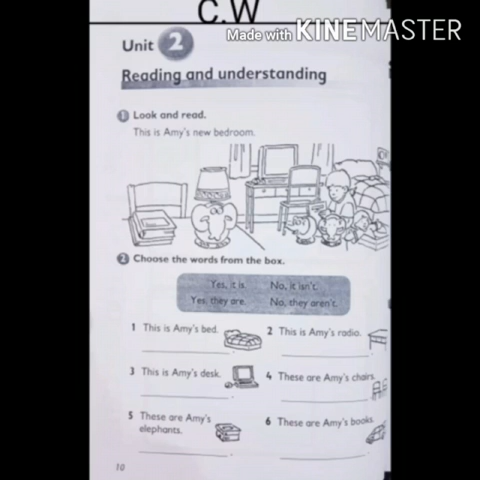 C.W
Made with KINEMASTER
Unit 2
Reading and understanding
1 Look and read.
This is Amy's new bedroom.
2 Choose the words from the box.
Yes, it is. No, it isn't.
Yes, they are. No, they aren't.
1 This is Amy's bed. 2 This is Amy's radio.
3 This is Amy's desk. 4 These are Amy's chairs.
5 These are Amy's 6 These are Amy's books.
elephants.
10